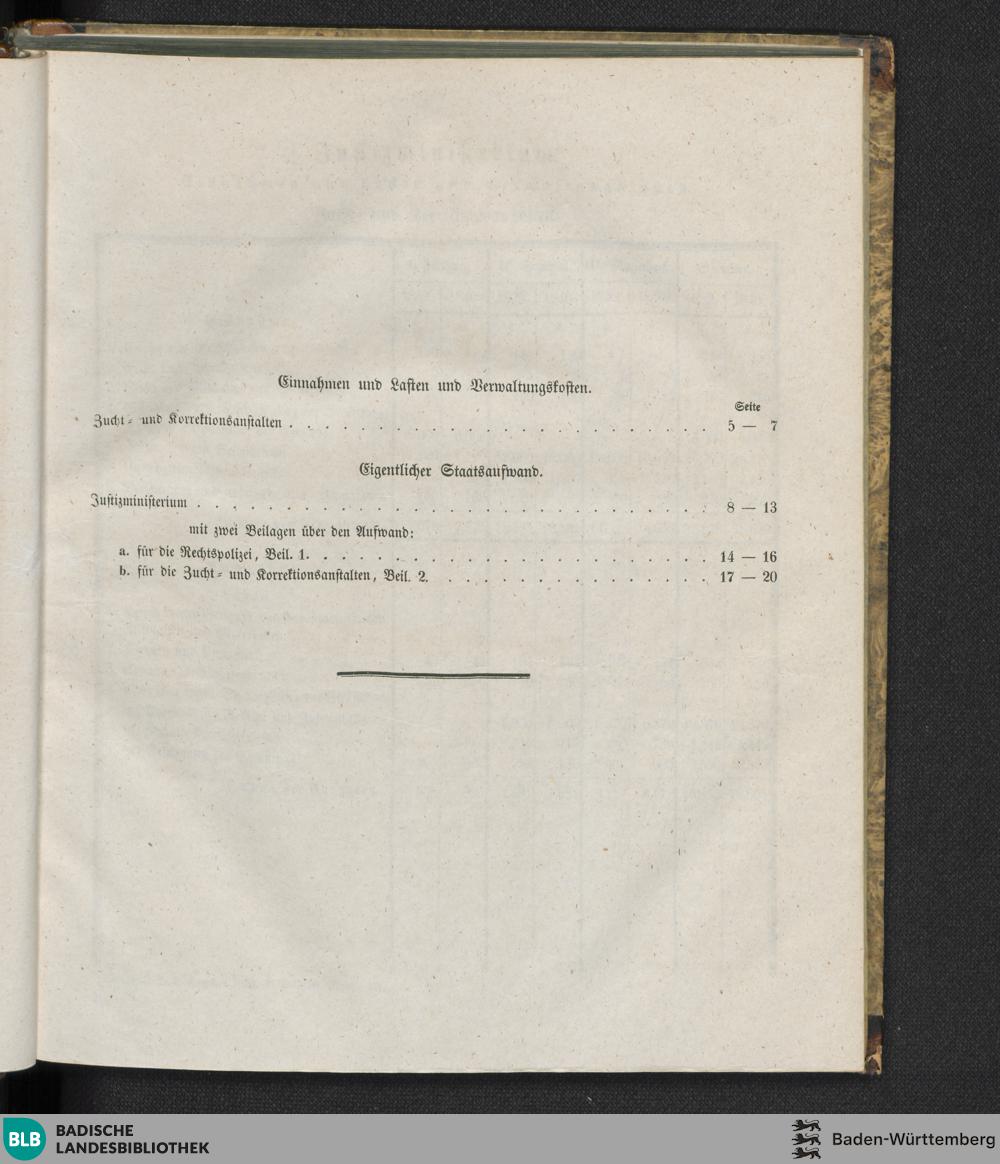 Einnahmen und Lasten und Verwaltungskosten.
Seite
Zucht- und Korrektionsanstalten . . . . . . . . . . . . . . . . . . . . . . . . 5 — 7
Eigentlicher Staatsaufwand.
Justizministerium . . . . . . . . . . . . . . . . . . . . . . . . . . . . . 8 — 13
mit zwei Beilagen über den Aufwand:
a. für die Rechtspolizei, Beil. 1. . . . . . . . . . . . . . . . . . . . . . . 14 — 16
b. für die Zucht- und Korrektionsanstalten, Beil. 2. . . . . . . . . . . . . . . . 17 — 20
BLB BADISCHE
LANDESBIBLIOTHEK
Baden-Württemberg